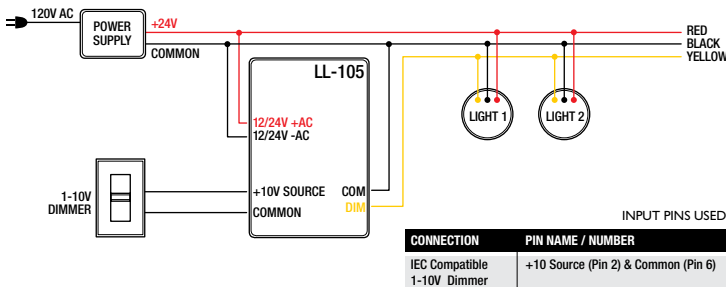 120V AC
POWER
SUPPLY
+24V
COMMON
RED
BLACK
YELLOW
LL-105
12/24V +AC
12/24V -AC
LIGHT 1
LIGHT 2
1-10V
DIMMER
+10V SOURCE
COMMON
COM
DIM
INPUT PINS USED
CONNECTION PIN NAME / NUMBER
IEC Compatible +10 Source (Pin 2) & Common (Pin 6)
1-10V Dimmer